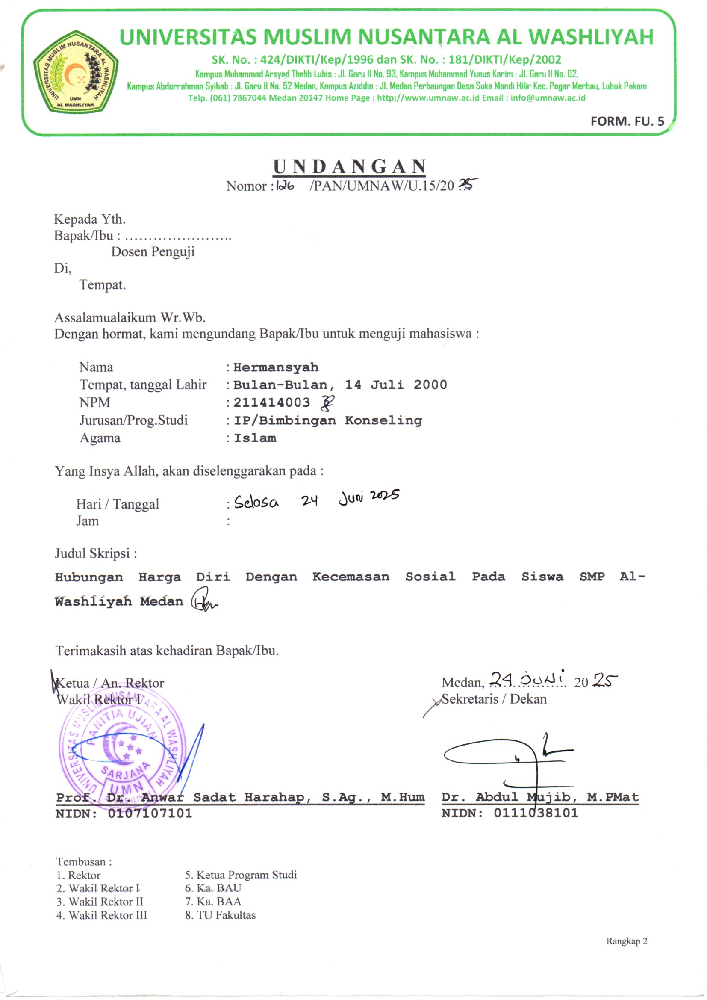 UNIVERSITAS MUSLIM NUSANTARA AL WASHLIYAH
UMN
AL WASHLIYAH
UNIVERSITAS MUSLIM NUSANTARA AL WASHLIYAH
SK. No. : 424/DIKTI/Kep/1996 dan SK. No. : 181/DIKTI/Kep/2002
Kampus Muhammad Arsyad Thalib Lubis : Jl. Garu II No. 93, Kampus Muhammad Yunus Karim : Jl. Garu II No. 02,
Kampus Abdurrahman Syihab : Jl. Garu II No. 52 Medan, Kampus Aziddin : Jl. Medan Perbaungan Desa Suka Mandi Hilir Kec. Pagar Merbau, Lubuk Pakam
Telp. (061) 7867044 Medan 20147 Home Page : http://www.umnaw.ac.id Email : info@umnaw.ac.id
FORM. FU. 5
UNDANGAN
Nomor : 126 /PAN/UMNAW/U.15/20 25
Kepada Yth.
Bapak/Ibu : ........................
Dosen Penguji
Di,
Tempat.
Assalamualaikum Wr.Wb.
Dengan hormat, kami mengundang Bapak/Ibu untuk menguji mahasiswa :
Nama : Hermansyah
Tempat, tanggal Lahir : Bulan-Bulan, 14 Juli 2000
NPM : 211414003
Jurusan/Prog.Studi : IP/Bimbingan Konseling
Agama : Islam
Yang Insya Allah, akan diselenggarakan pada :
Hari / Tanggal : Selasa 24 Juni 2025
Jam :
Judul Skripsi :
Hubungan Harga Diri Dengan Kecemasan Sosial Pada Siswa SMP Al-
Washliyah Medan
Terimakasih atas kehadiran Bapak/Ibu.
Ketua / An. Rektor
Wakil Rektor I
Medan, 24 JUNi 20 25
Sekretaris / Dekan
UNIVERSITAS MUSLIM NUSANTARA AL WASHLIYAH
PANITIA UJIAN
SARJANA
UMN
AL WASHLIYAH
Prof. Dr. Anwar Sadat Harahap, S.Ag., M.Hum
NIDN: 0107107101
Dr. Abdul Mujib, M.PMat
NIDN: 0111038101
Tembusan :
1. Rektor
2. Wakil Rektor I
3. Wakil Rektor II
4. Wakil Rektor III
5. Ketua Program Studi
6. Ka. BAU
7. Ka. BAA
8. TU Fakultas
Rangkap 2